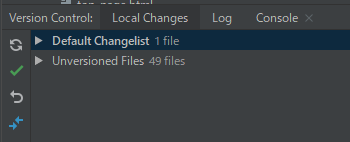 Version Control: Local Changes Log Console ×
Default Changelist 1 file
Unversioned Files 49 files